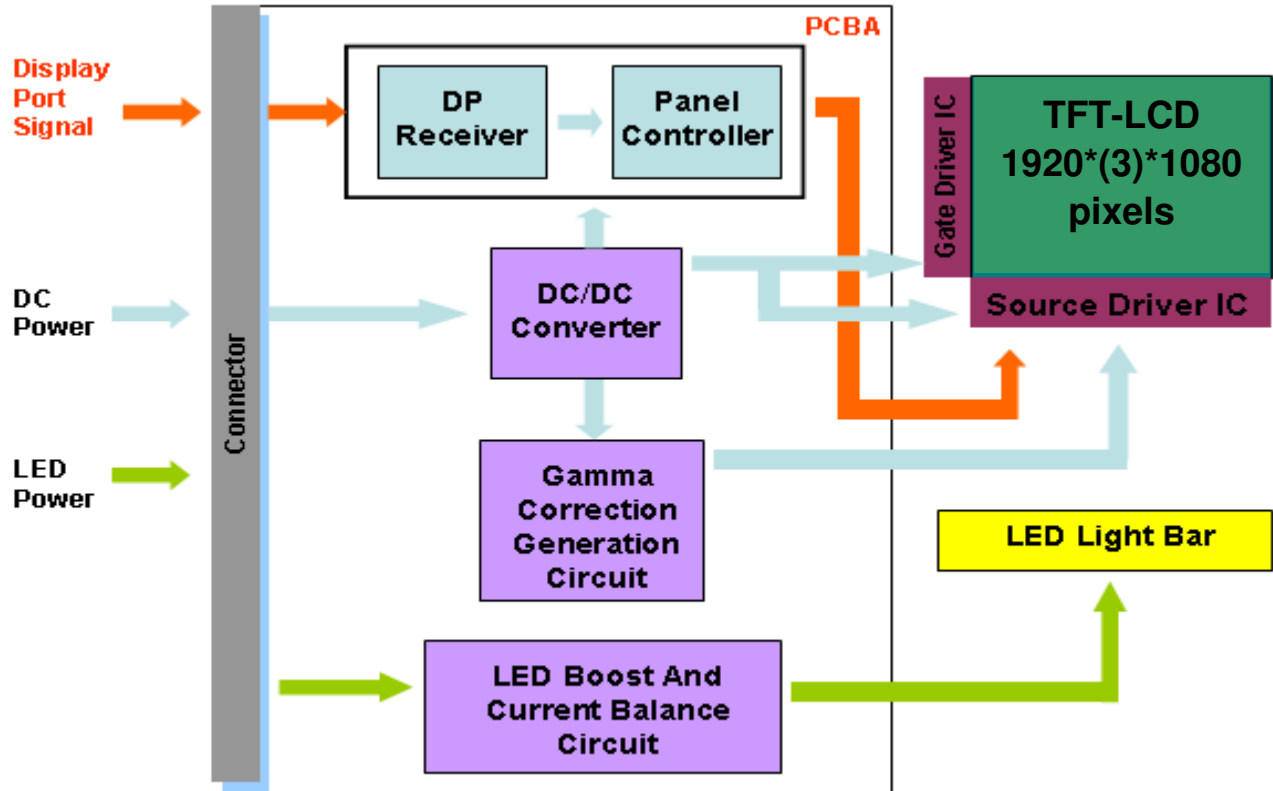 PCBA
Display
Port
Signal
DP
Receiver
Panel
Controller
Gate Driver IC
TFT-LCD
1920*(3)*1080
pixels
Source Driver IC
DC
Power
DC/DC
Converter
Connector
LED
Power
Gamma
Correction
Generation
Circuit
LED Light Bar
LED Boost And
Current Balance
Circuit